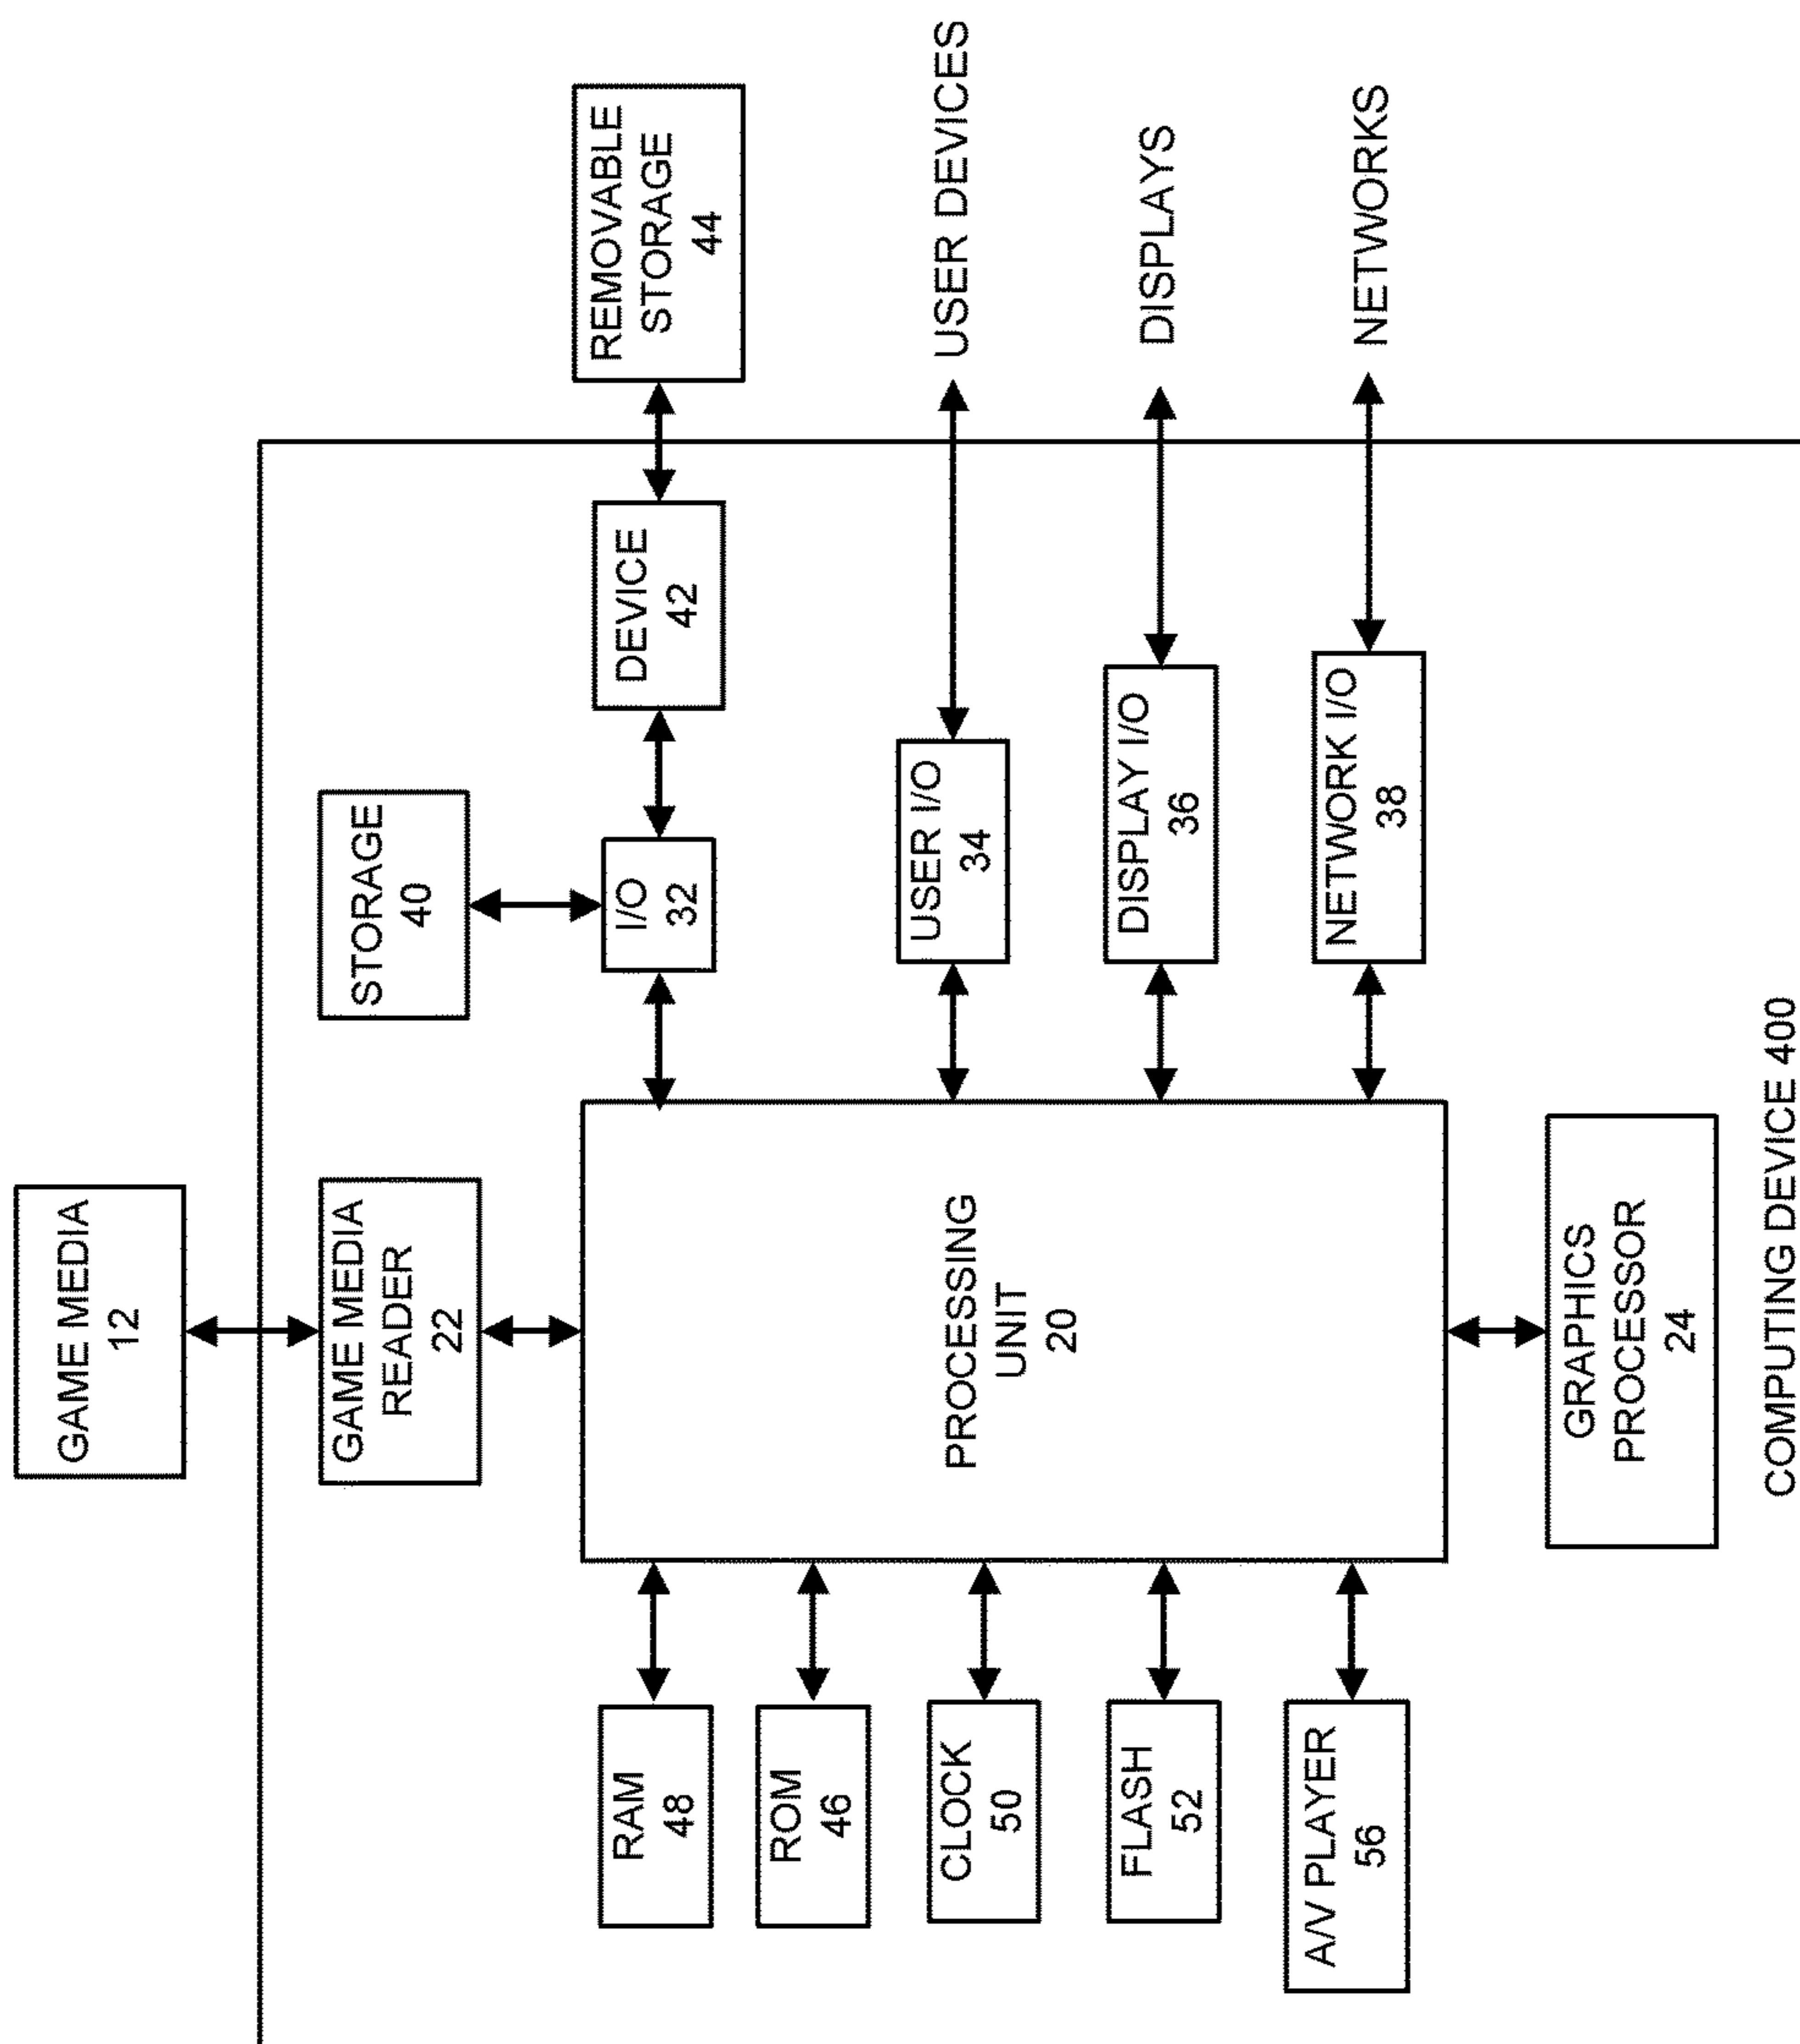 GAME MEDIA
12
GAME MEDIA
READER
22
STORAGE
40
RAM
48
I/O
32
DEVICE
42
REMOVABLE
STORAGE
44
ROM
46
PROCESSING
UNIT
20
USER I/O
34
USER DEVICES
CLOCK
50
FLASH
52
DISPLAY I/O
36
DISPLAYS
A/V PLAYER
56
NETWORK I/O
38
NETWORKS
GRAPHICS
PROCESSOR
24
COMPUTING DEVICE 400